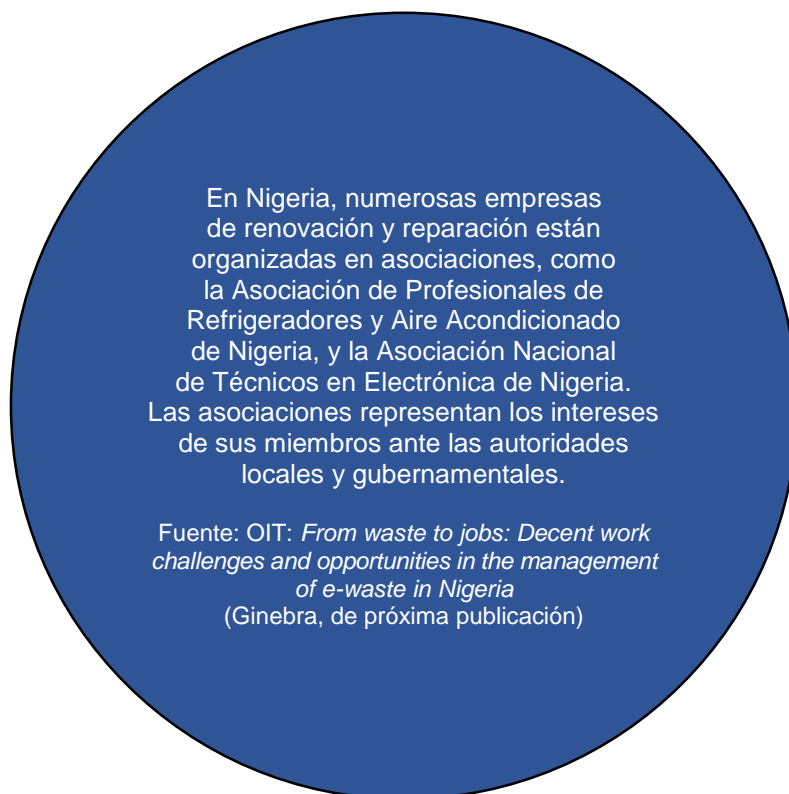 En Nigeria, numerosas empresas
de renovación y reparación están
organizadas en asociaciones, como
la Asociación de Profesionales de
Refrigeradores y Aire Acondicionado
de Nigeria, y la Asociación Nacional
de Técnicos en Electrónica de Nigeria.
Las asociaciones representan los intereses
de sus miembros ante las autoridades
locales y gubernamentales.
Fuente: OIT: From waste to jobs: Decent work
challenges and opportunities in the management
of e-waste in Nigeria
(Ginebra, de próxima publicación)